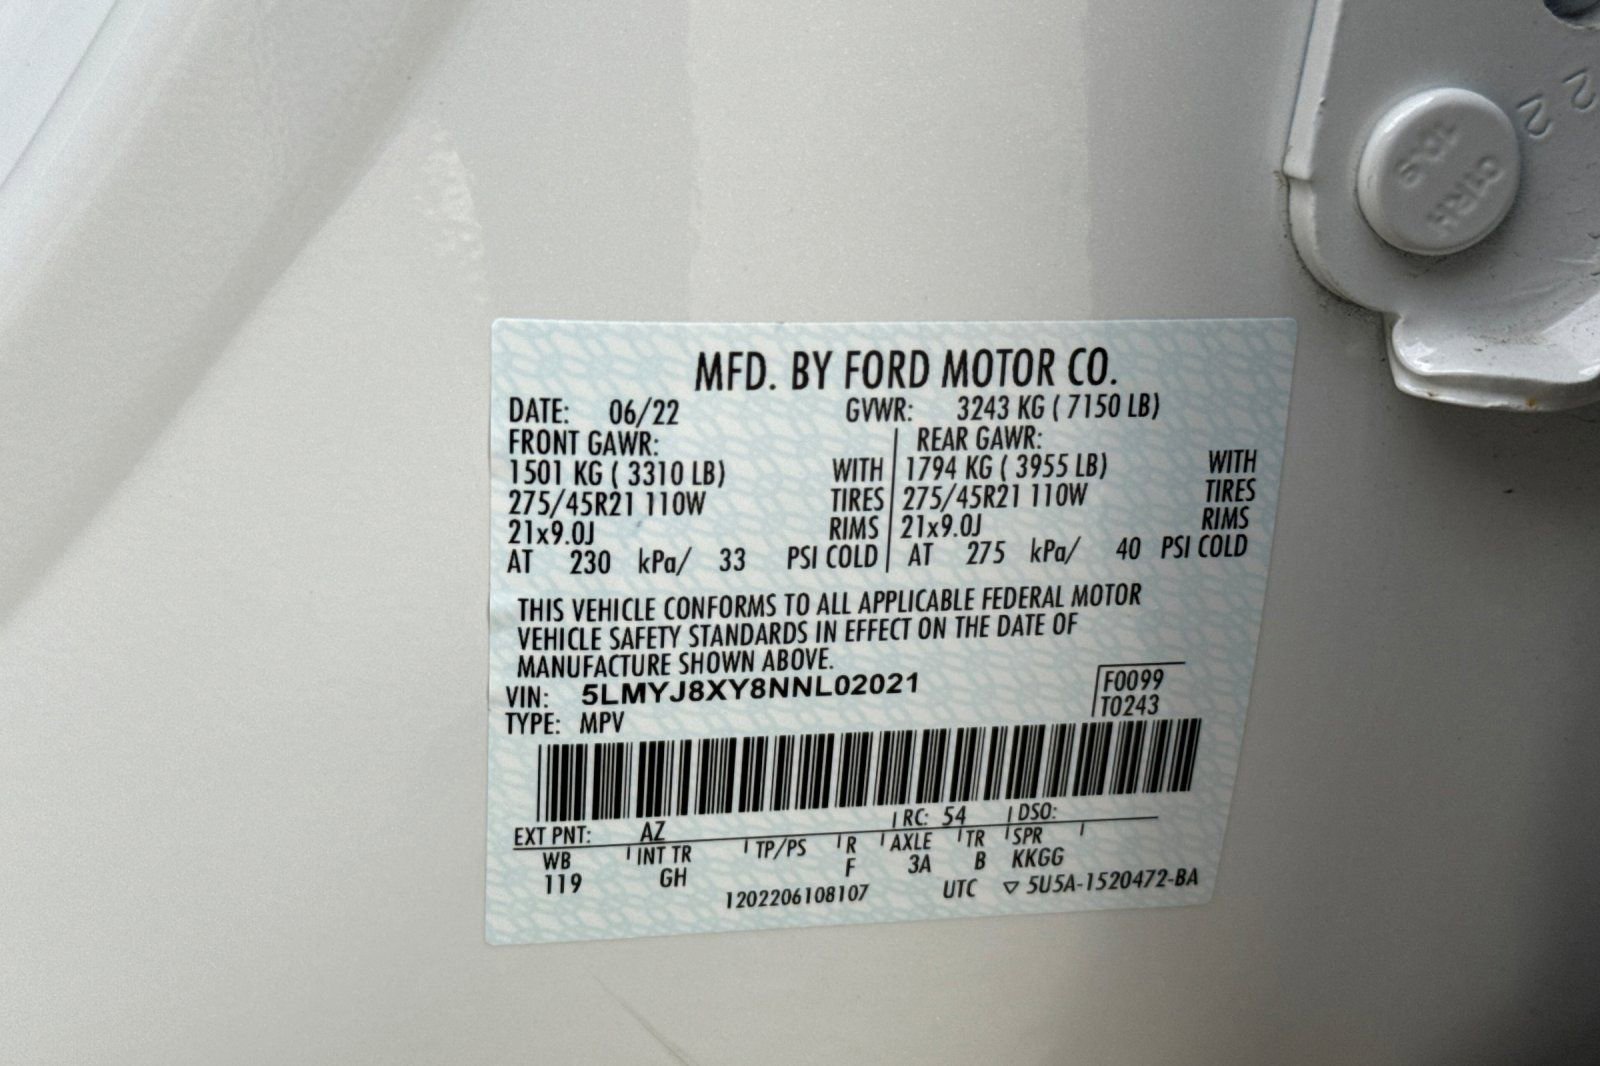 MFD. BY FORD MOTOR CO.
DATE: 06/22 GVWR: 3243 KG ( 7150 LB)
FRONT GAWR: REAR GAWR:
1501 KG ( 3310 LB) WITH 1794 KG ( 3955 LB) WITH
275/45R21 110W TIRES 275/45R21 110W TIRES
21x9.0J RIMS 21x9.0J RIMS
AT 230 kPa/ 33 PSI COLD AT 275 kPa/ 40 PSI COLD
THIS VEHICLE CONFORMS TO ALL APPLICABLE FEDERAL MOTOR
VEHICLE SAFETY STANDARDS IN EFFECT ON THE DATE OF
MANUFACTURE SHOWN ABOVE.
VIN: 5LMYJ8XY8NNL02021
F0099
TYPE: MPV
T0243
EXT PNT: AZ RC: 54 DSO:
WB INT TR TP/PS R AXLE TR SPR
119 GH F 3A B KKGG
1202206108107 UTC ▽ 5U5A-1520472-BA
22
10.9